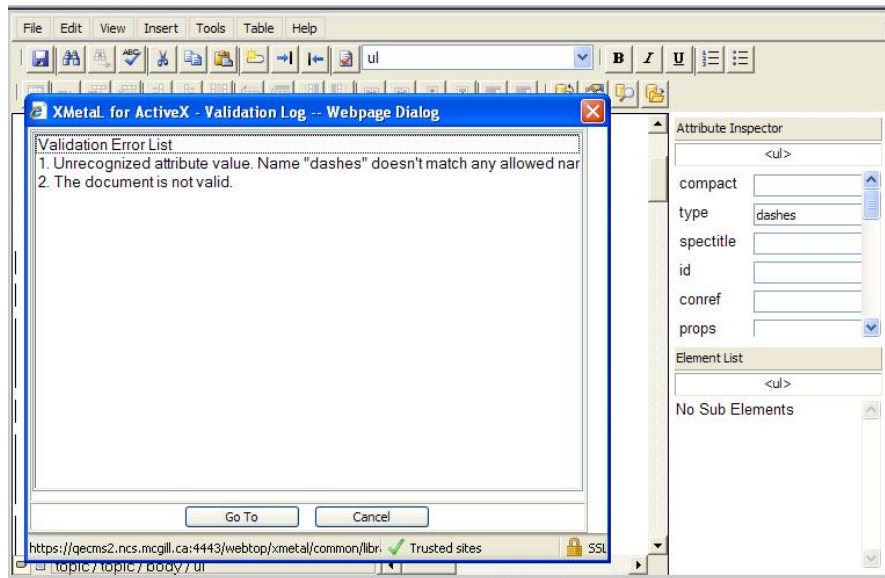 File Edit View Insert Tools Table Help
ABC
ul
B I U
XMetaL for ActiveX - Validation Log -- Webpage Dialog
Validation Error List
1. Unrecognized attribute value. Name "dashes" doesn't match any allowed nar
2. The document is not valid.
Go To Cancel
https://qecms2.ncs.mcgill.ca:4443/webtop/xmetal/common/libr Trusted sites SSL
topic / topic / body / ul
Attribute Inspector
<ul>
compact
type dashes
spectitle
id
conref
props
Element List
<ul>
No Sub Elements